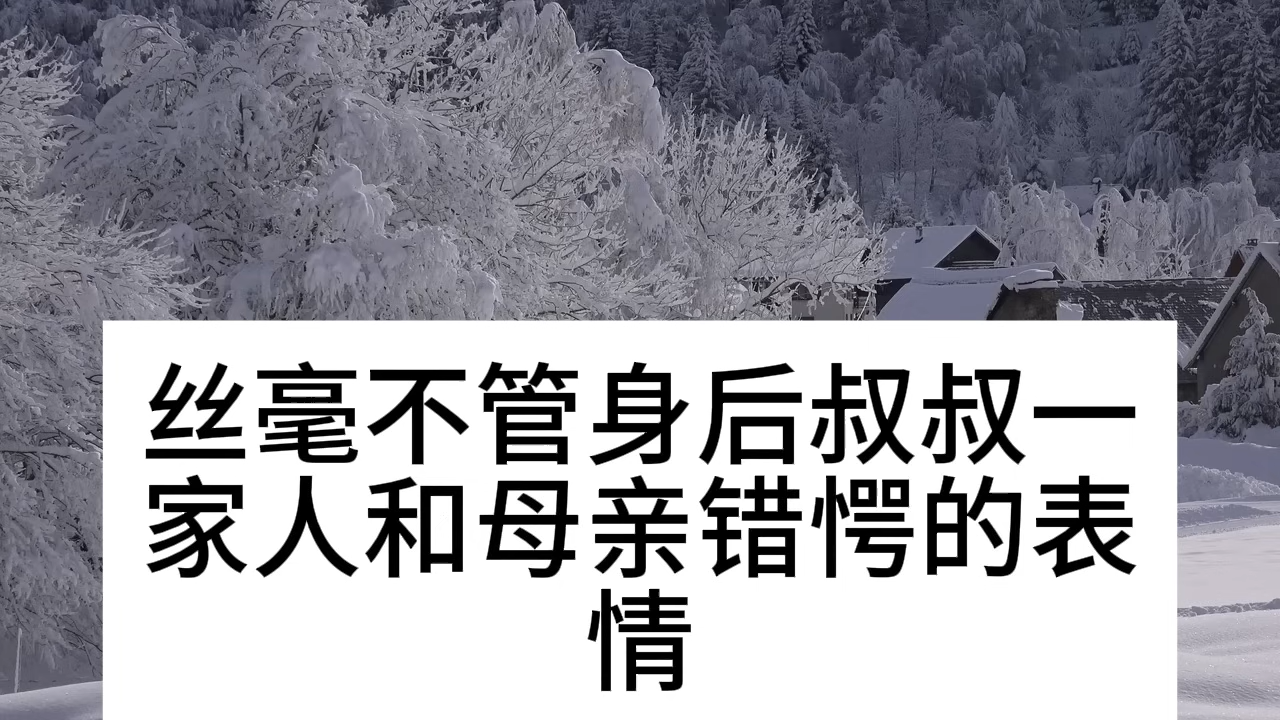 丝毫不管身后叔叔一
家人和母亲错愕的表
情